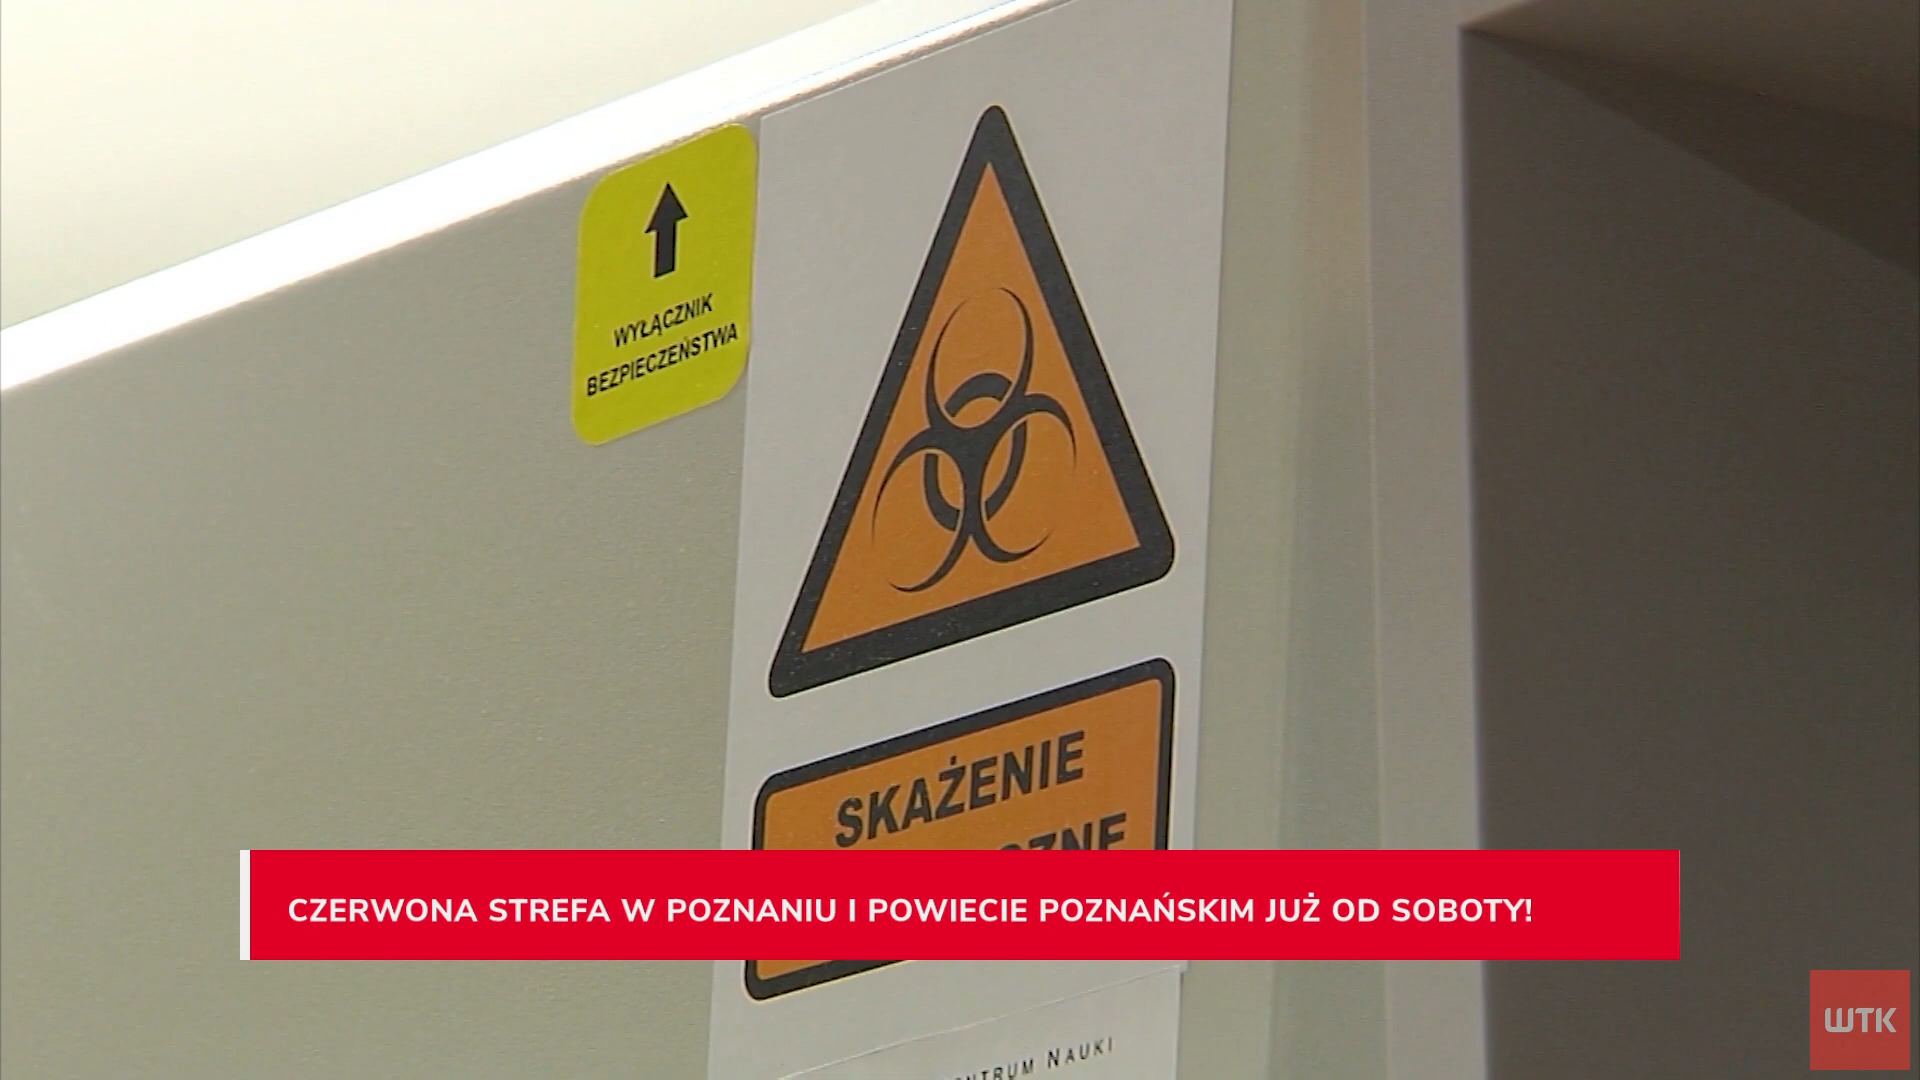 WYŁĄCZNIK
BEZPIECZEŃSTWA
SKAŻENIE
CZERWONA STREFA W POZNANIU I POWIECIE POZNAŃSKIM JUŻ OD SOBOTY!
WTK
NAUKI